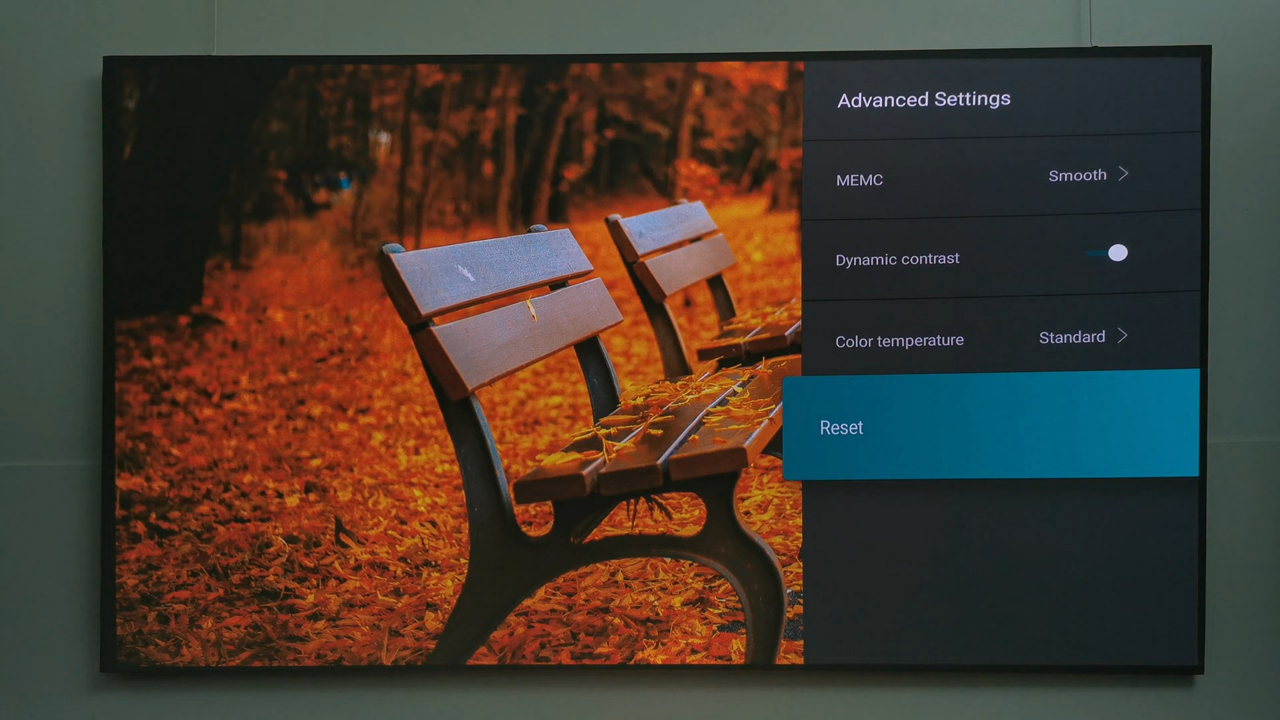 Advanced Settings
MEMC Smooth
Dynamic contrast
Color temperature Standard
Reset